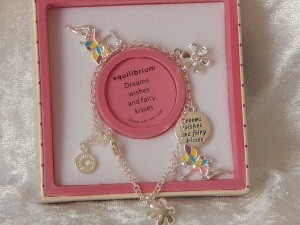 equilibrium
Dreams
wishes
and fairy
kisses
Dreams
wishes
and fairy
kisses